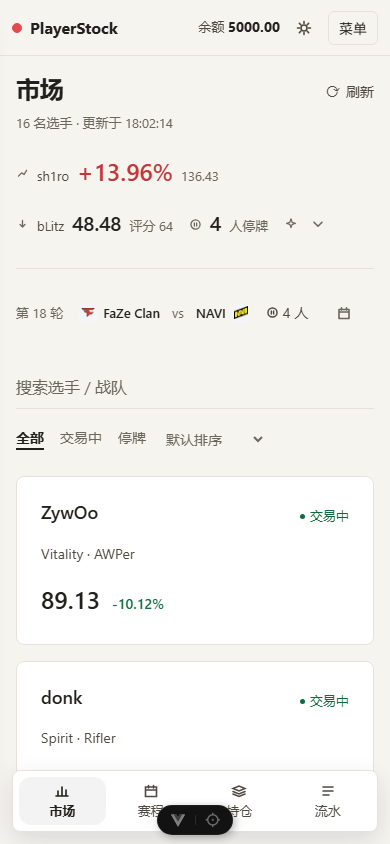 PlayerStock 余额 5000.00 菜单
市场 刷新
16 名选手 · 更新于 18:02:14
sh1ro +13.96% 136.43
bLitz 48.48 评分 64 4 人停牌
第 18 轮 FaZe Clan vs NAVI 4 人
搜索选手 / 战队
全部 交易中 停牌 默认排序
ZywOo 交易中
Vitality · AWPer
89.13 -10.12%
donk 交易中
Spirit · Rifler
市场 赛程 持仓 流水